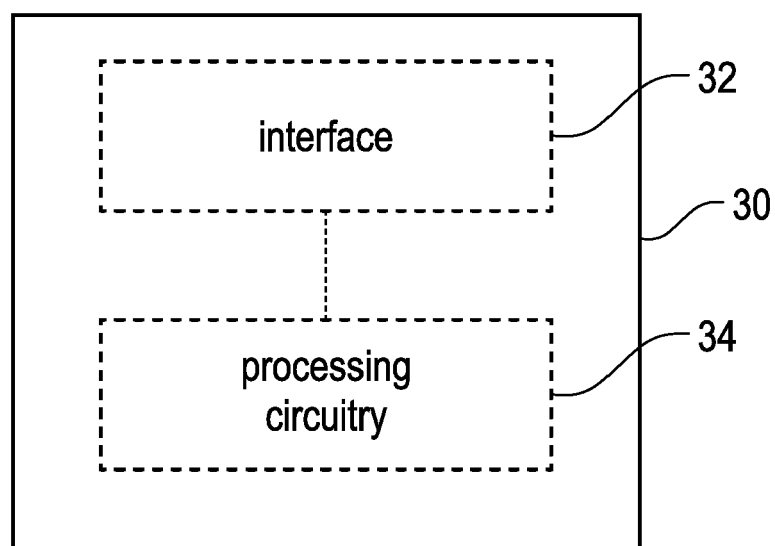 interface
32
30
processing
circuitry
34